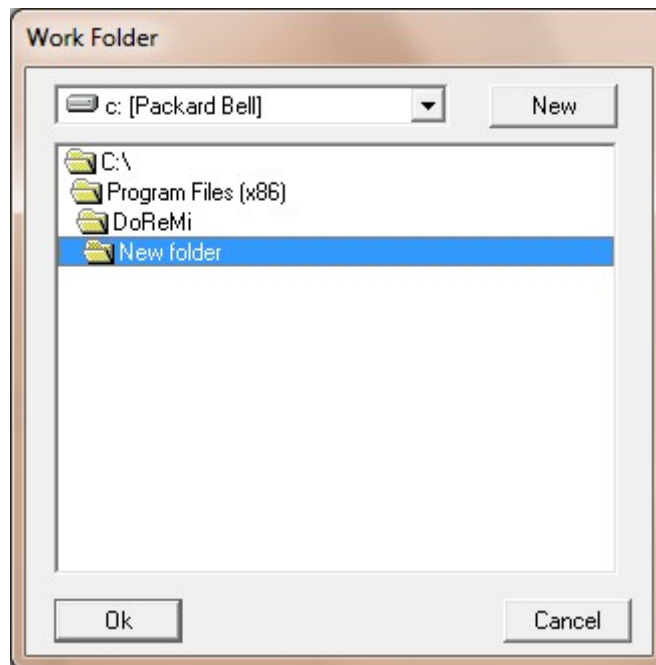 Work Folder
c: [Packard Bell]
New
C:\
Program Files (x86)
DoReMi
New folder
Ok
Cancel